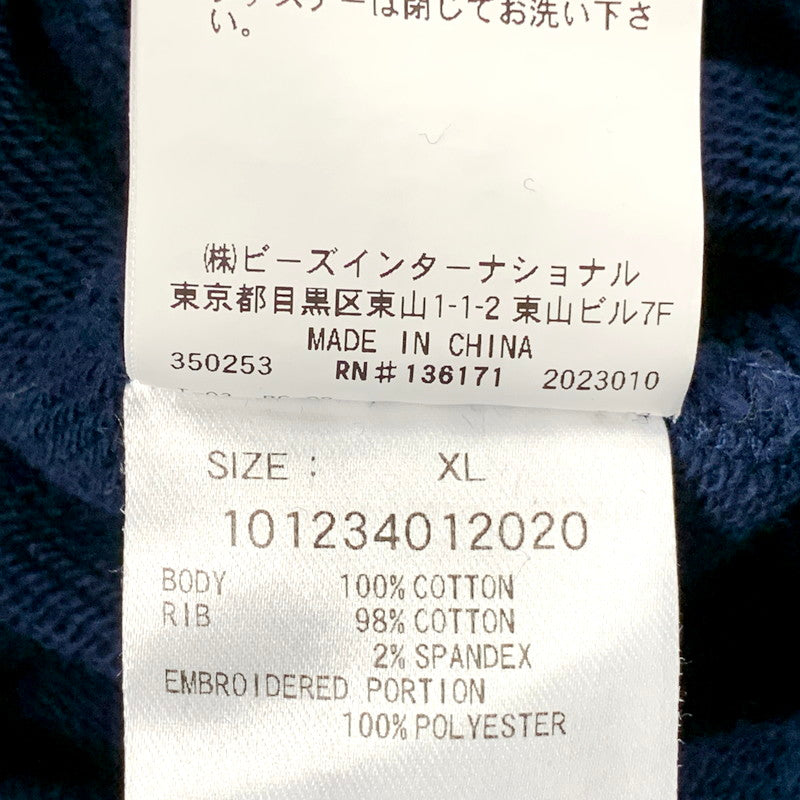 ファスナーは閉じてお洗い下さ
い。
㈱ビーズインターナショナル
東京都目黒区東山1-1-2 東山ビル7F
MADE IN CHINA
350253 RN#136171 2023010
SIZE : XL
101234012020
BODY 100% COTTON
RIB 98% COTTON
2% SPANDEX
EMBROIDERED PORTION
100% POLYESTER